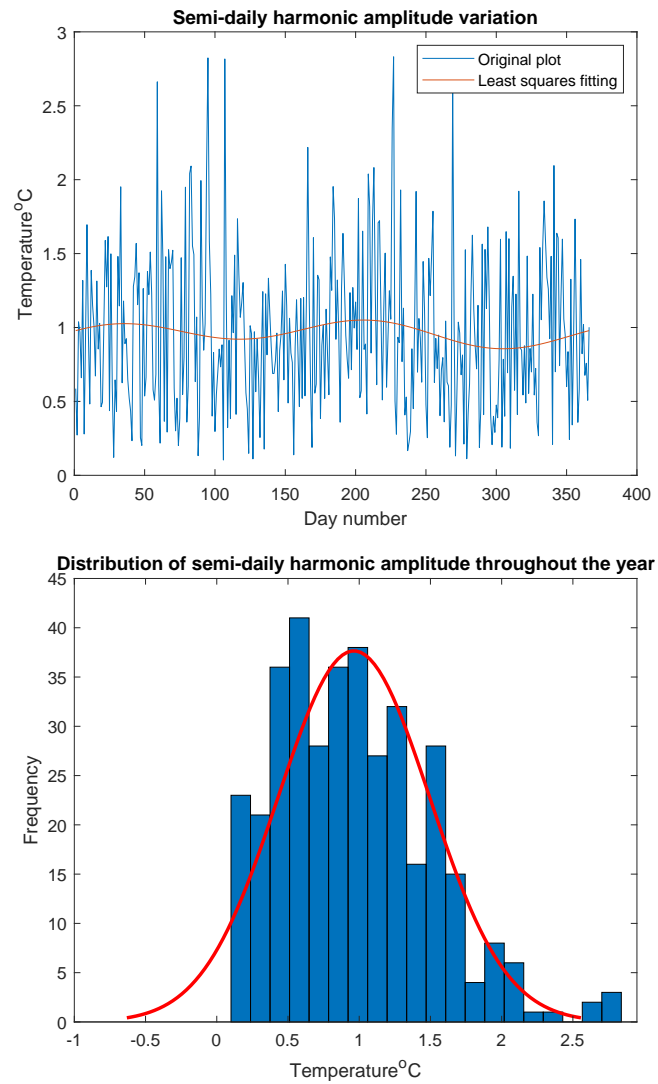 Semi-daily harmonic amplitude variation
3
2.5
2
1.5
1
0.5
0
Temperature°C
Original plot
Least squares fitting
0 50 100 150 200 250 300 350 400
Day number
Distribution of semi-daily harmonic amplitude throughout the year
45
40
35
30
25
20
15
10
5
0
Frequency
-1 -0.5 0 0.5 1 1.5 2 2.5
Temperature°C